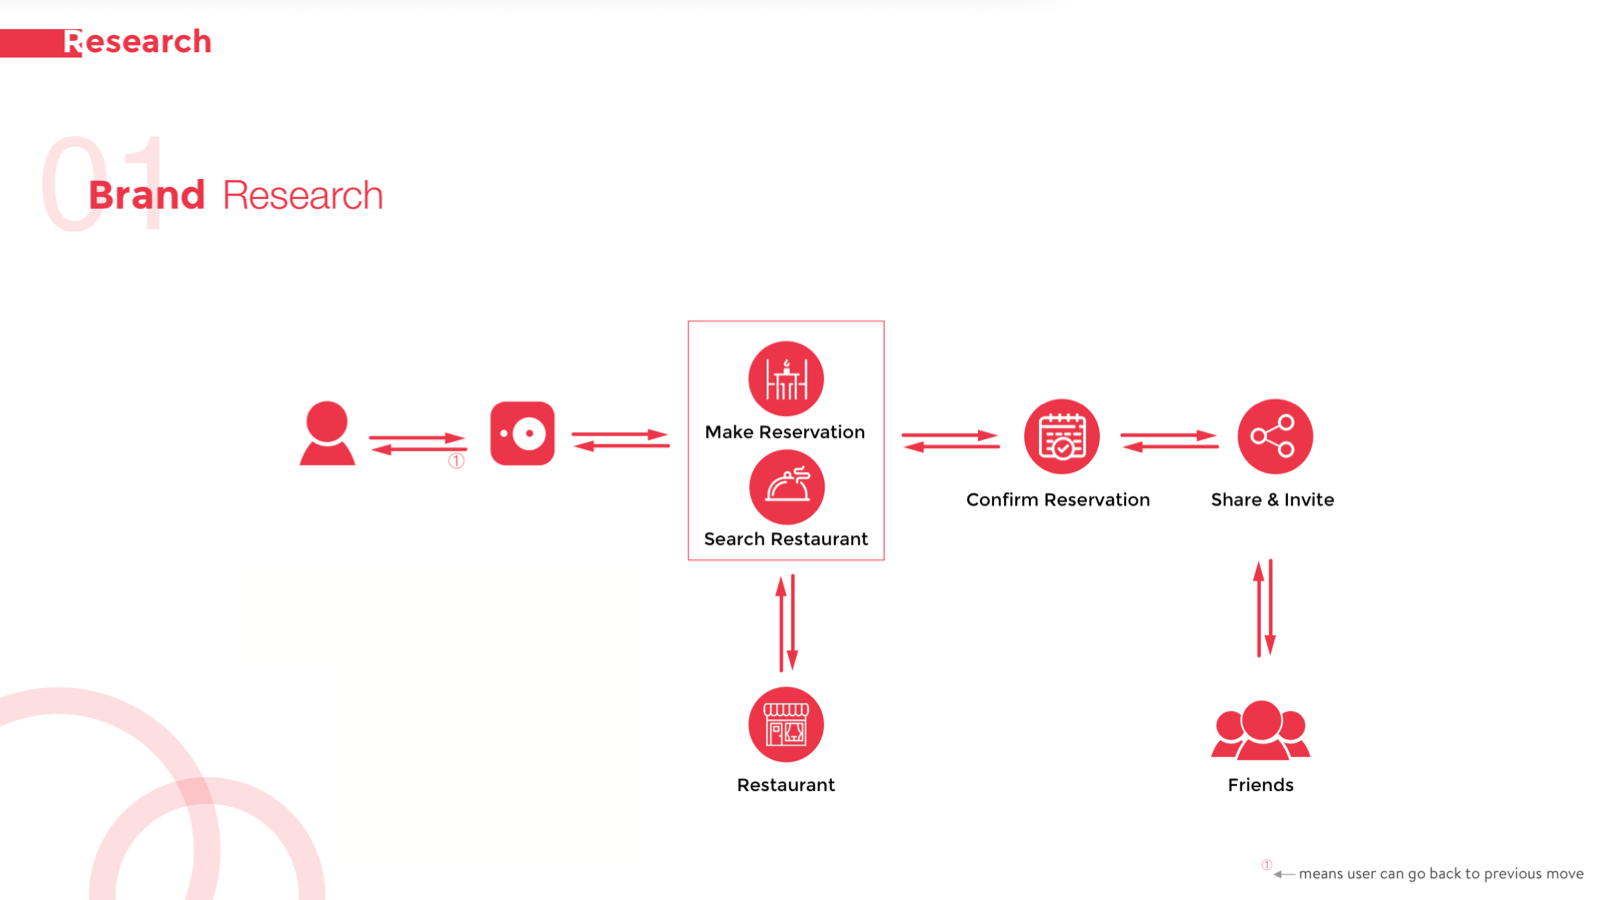 Research
01
Brand Research
①
Make Reservation
Search Restaurant
Confirm Reservation
Share & Invite
Restaurant
Friends
① means user can go back to previous move